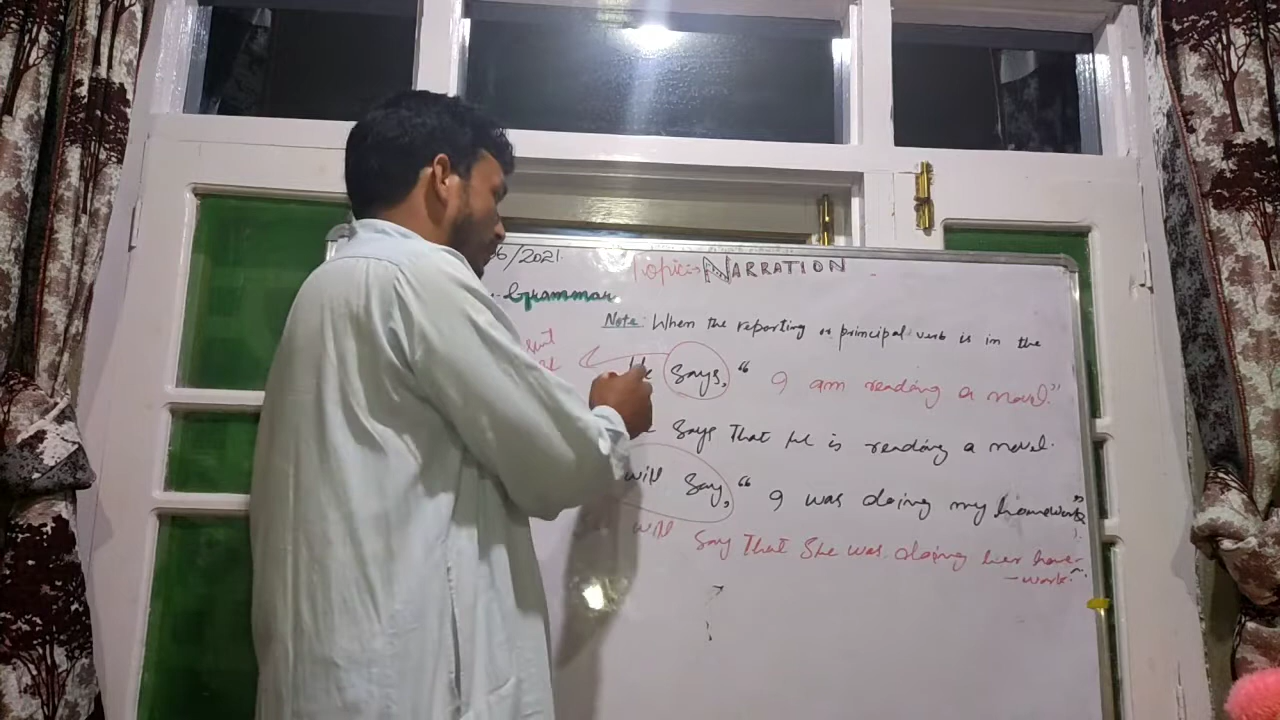 06/2021.
Topic:- NARRATION
Grammar
Note: When the reporting or principal verb is in the
He Says, “ I am reading a novel.”
Says That He is reading a novel.
will Say, “ I was doing my homework”
will Say That She was doing her home-
-work.